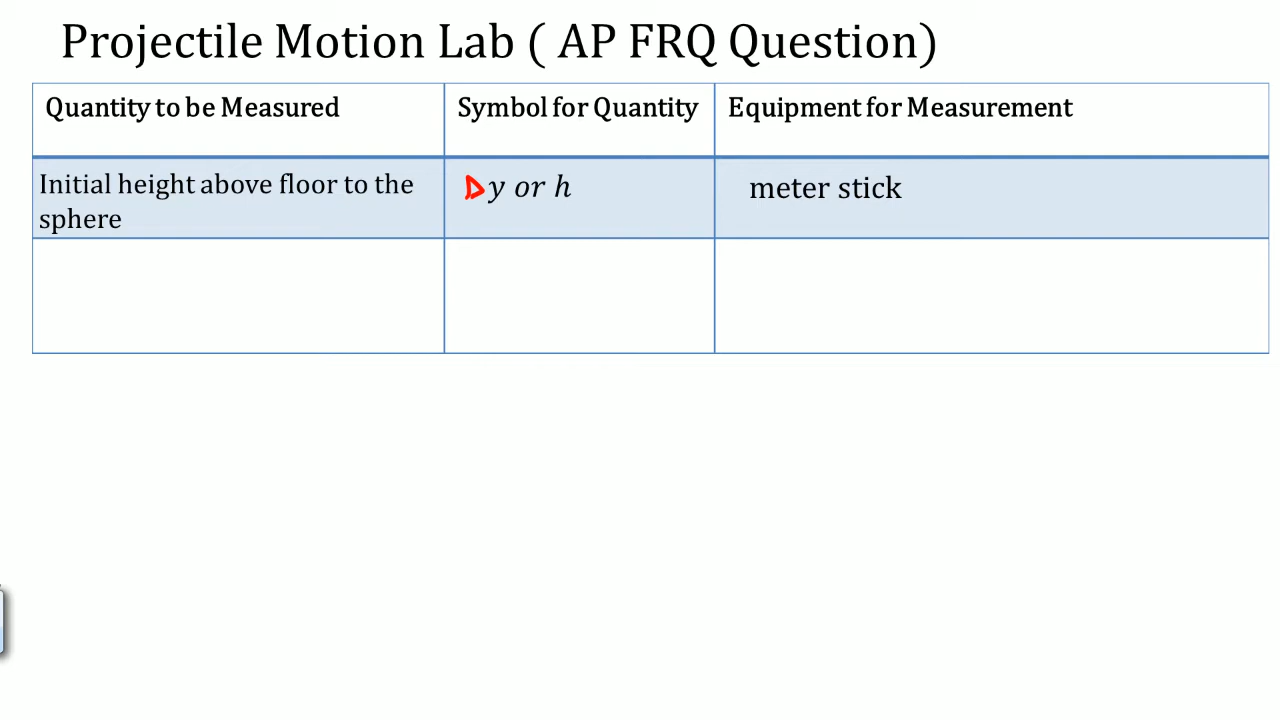 Projectile Motion Lab ( AP FRQ Question)
Quantity to be Measured
Symbol for Quantity
Equipment for Measurement
Initial height above floor to the
sphere
Δy or h
meter stick